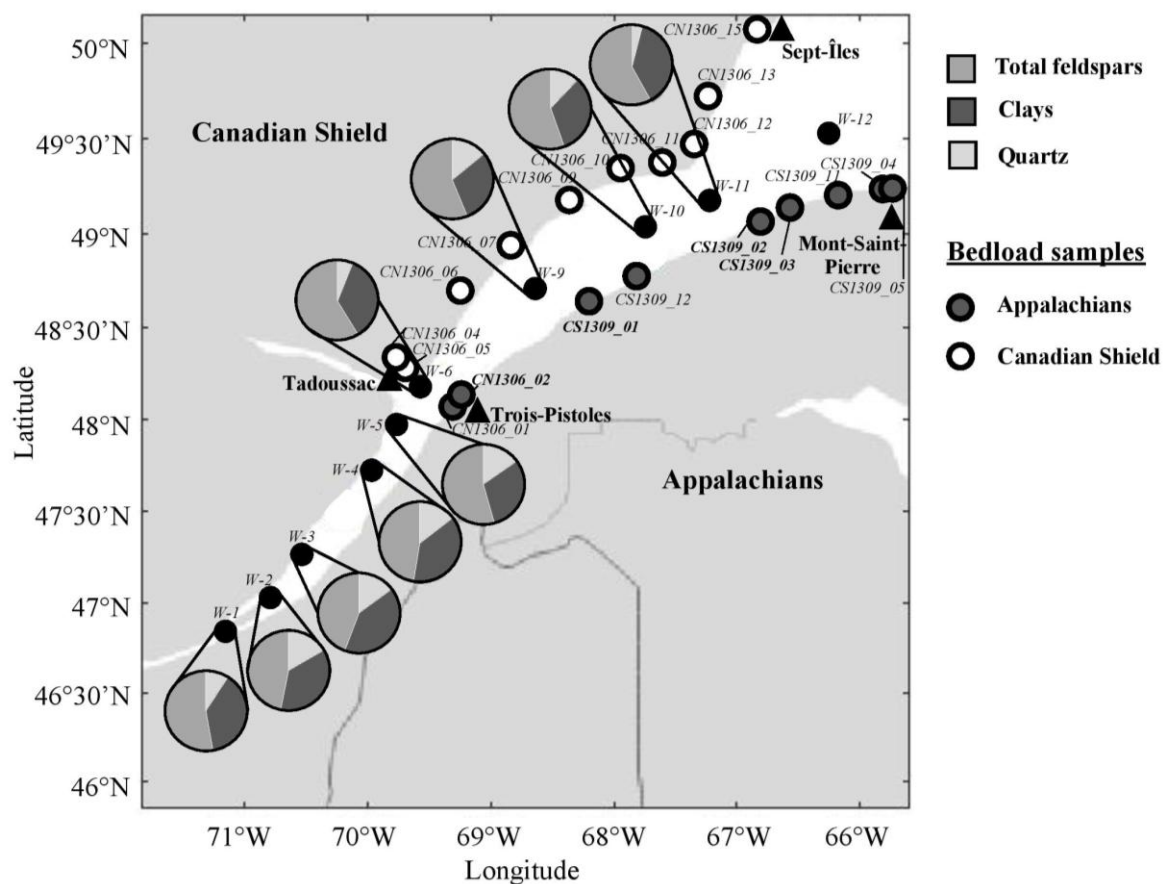 50°N
49°30'N
49°N
48°30'N
48°N
47°30'N
47°N
46°30'N
46°N
Latitude
71°W
70°W
69°W
68°W
67°W
66°W
Longitude
CN1306_15
Sept-Îles
CN1306_13
CN1306_12
W-12
Canadian Shield
CN1306_11
CN1306_10
CN1306_09
CS1309_04
CS1309_11
W-11
W-10
CN1306_07
CS1309_02
CS1309_03
Mont-Saint-
Pierre
CS1309_05
CN1306_06
W-9
CS1309_12
CS1309_01
CN1306_04
CN1306_05
W-6
Tadoussac
CN1306_02
Trois-Pistoles
CN1306_01
W-5
W-4
Appalachians
W-3
W-2
W-1
Total feldspars
Clays
Quartz
Bedload samples
Appalachians
Canadian Shield